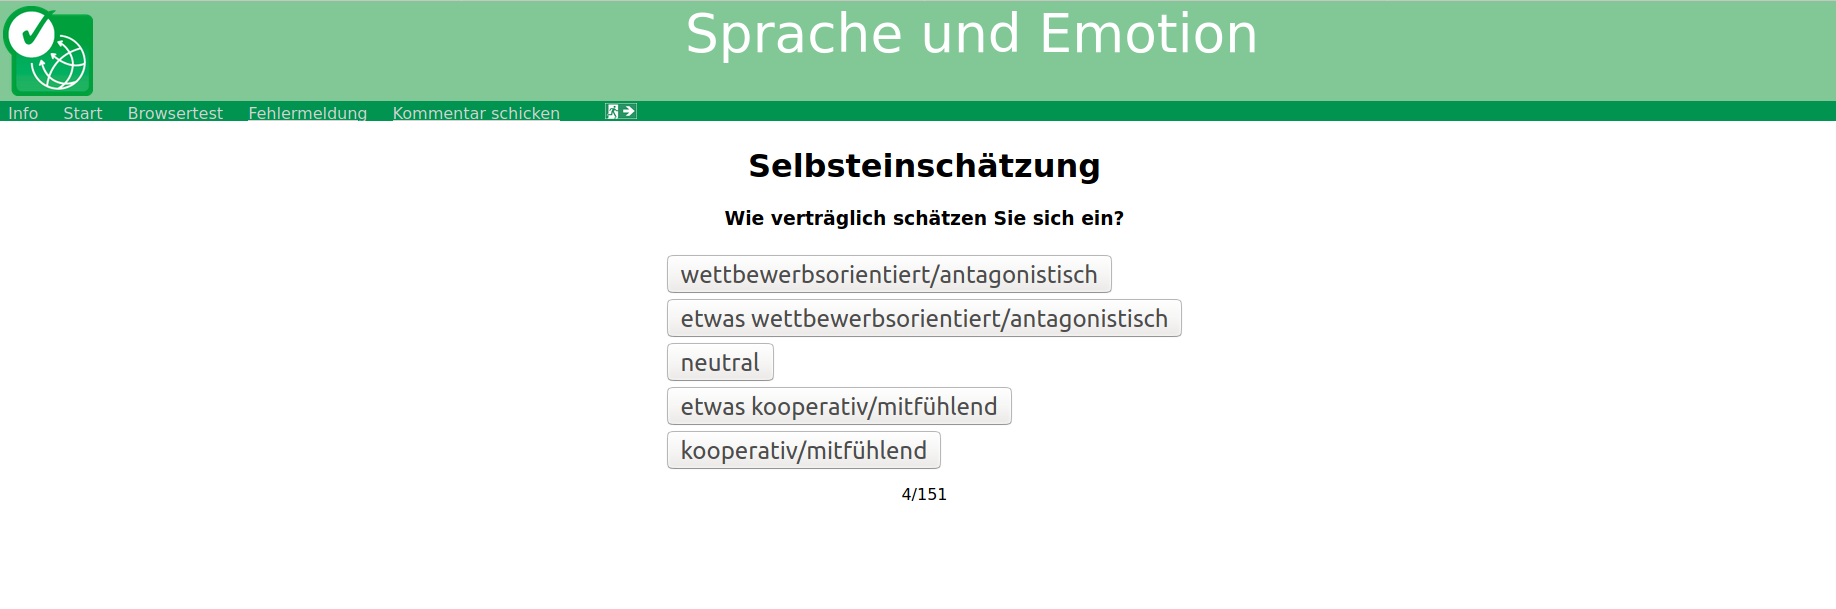 Sprache und Emotion
Info Start Browsertest Fehlermeldung Kommentar schicken
Selbsteinschätzung
Wie verträglich schätzen Sie sich ein?
wettbewerbsorientiert/antagonistisch
etwas wettbewerbsorientiert/antagonistisch
neutral
etwas kooperativ/mitfühlend
kooperativ/mitfühlend
4/151